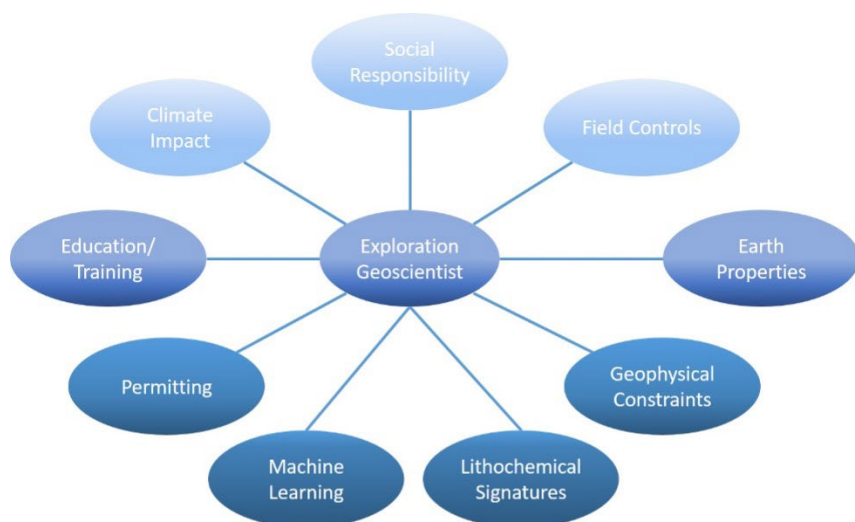 Social
Responsibility
Climate
Impact
Field Controls
Education/
Training
Exploration
Geoscientist
Earth
Properties
Permitting
Geophysical
Constraints
Machine
Learning
Lithochemical
Signatures